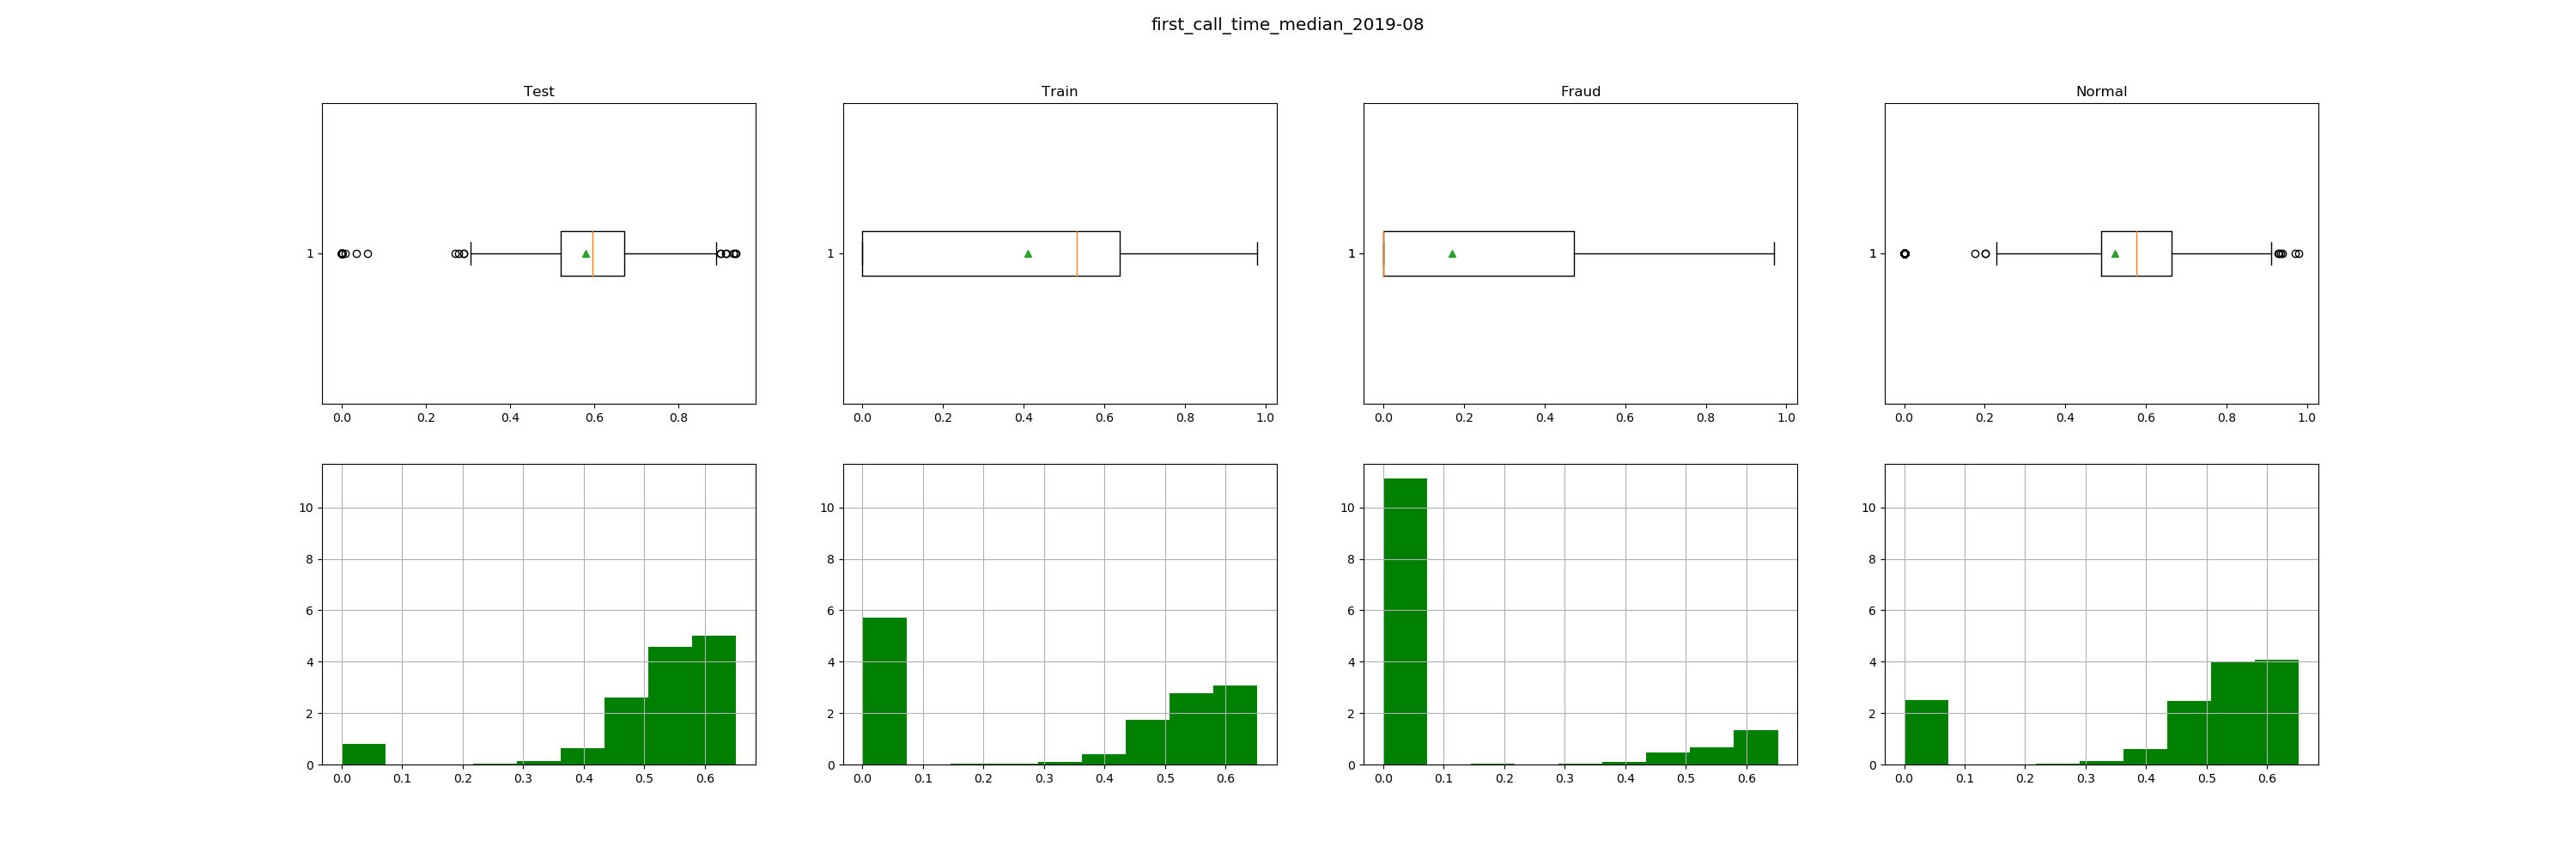 first_call_time_median_2019-08
Test Train Fraud Normal
1 1 1 1
0.0 0.2 0.4 0.6 0.8 0.0 0.2 0.4 0.6 0.8 1.0 0.0 0.2 0.4 0.6 0.8 1.0 0.0 0.2 0.4 0.6 0.8 1.0
10 10 10 10
8 8 8 8
6 6 6 6
4 4 4 4
2 2 2 2
0 0 0 0
0.0 0.1 0.2 0.3 0.4 0.5 0.6 0.0 0.1 0.2 0.3 0.4 0.5 0.6 0.0 0.1 0.2 0.3 0.4 0.5 0.6 0.0 0.1 0.2 0.3 0.4 0.5 0.6